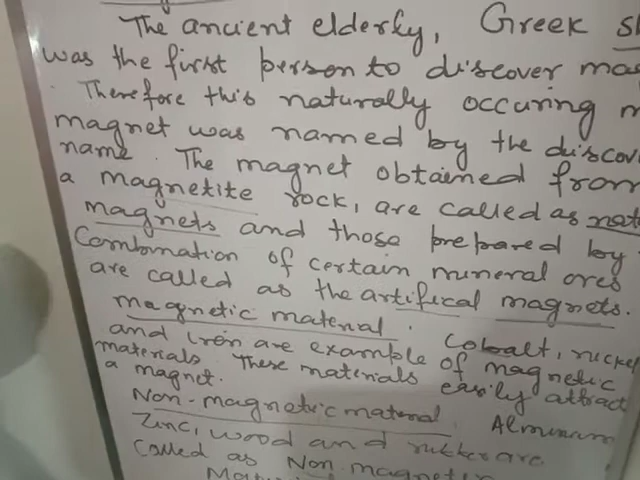 The ancient elderly, Greek
was the first person to discover
Therefore this naturally occuring
magnet was named by the
name. The magnet obtained from
a magnetite rock, are called as
magnets and those prepared by
Combination of certain mineral ores
are called as the artifical magnets.
magnetic material. Cobalt,
and iron are example of magnetic
materials. These materials easily attract
a magnet.
Non-magnetic material.
Zinc, wood and rubber are
Called as Non magnetic